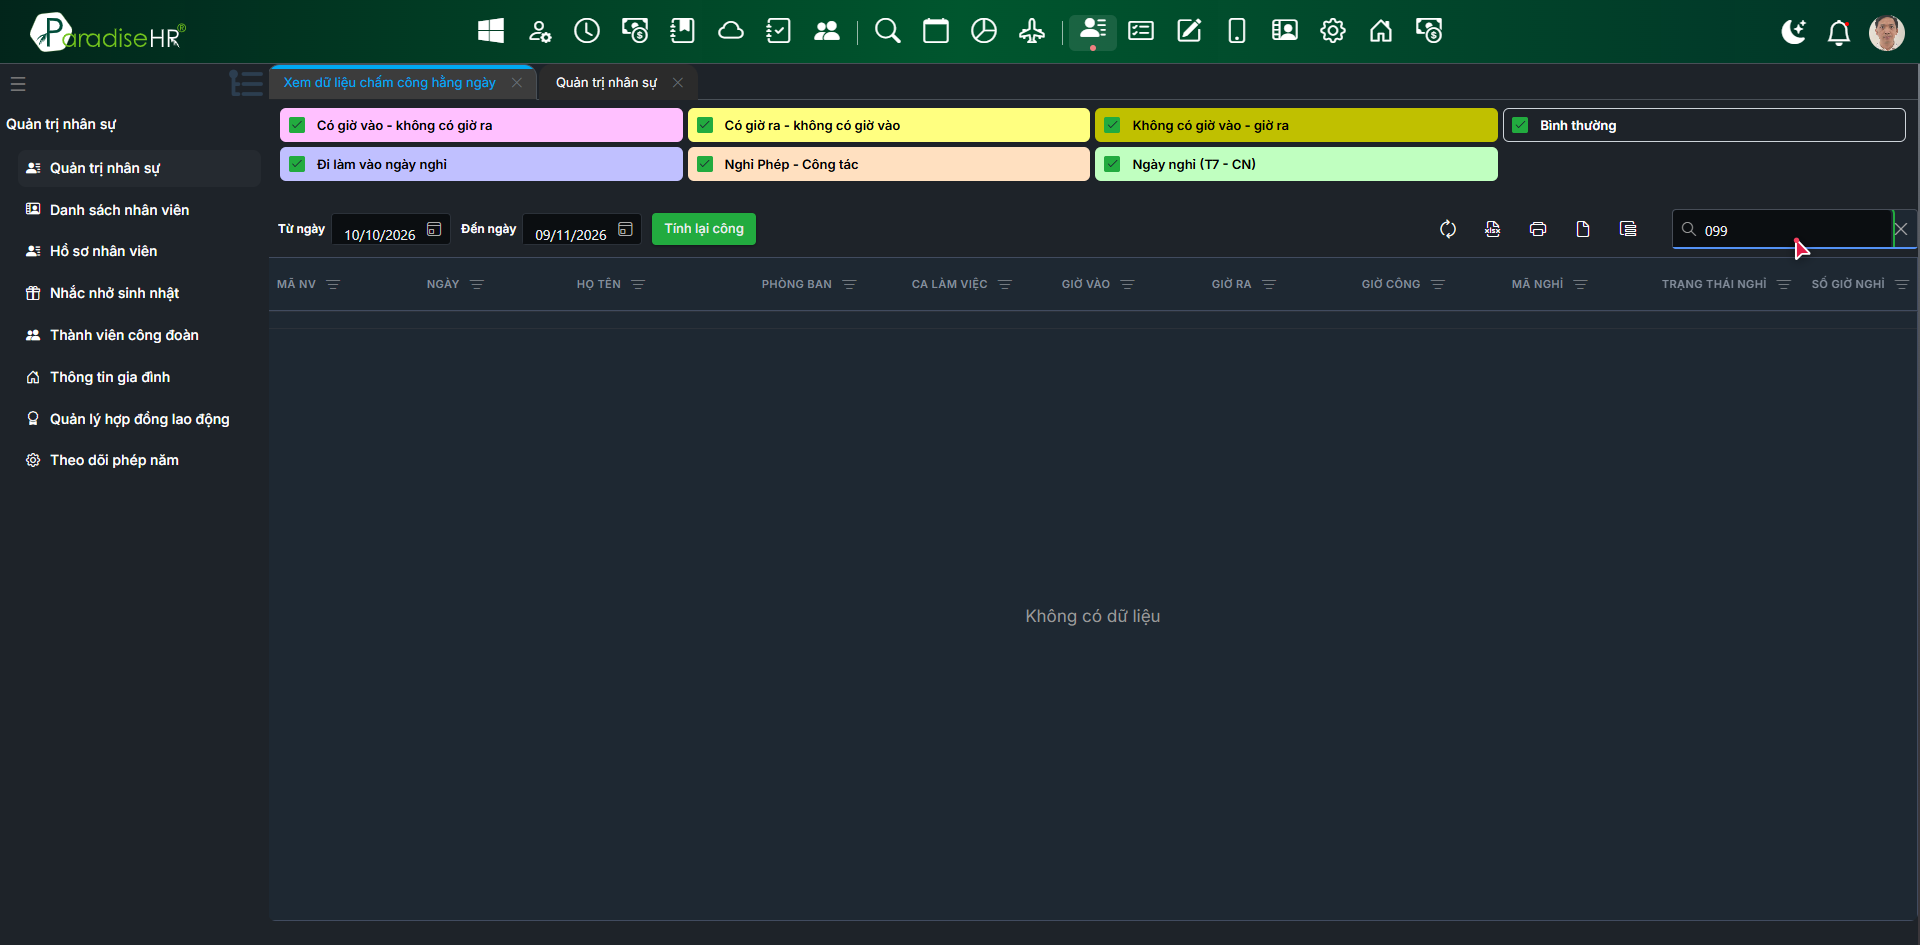 ParadiseHR®
Xem dữ liệu chấm công hằng ngày
Quản trị nhân sự
Quản trị nhân sự
Quản trị nhân sự
Danh sách nhân viên
Hồ sơ nhân viên
Nhắc nhở sinh nhật
Thành viên công đoàn
Thông tin gia đình
Quản lý hợp đồng lao động
Theo dõi phép năm
Có giờ vào - không có giờ ra
Có giờ ra - không có giờ vào
Không có giờ vào - giờ ra
Bình thường
Đi làm vào ngày nghỉ
Nghỉ Phép - Công tác
Ngày nghỉ (T7 - CN)
Từ ngày 10/10/2026 Đến ngày 09/11/2026 Tính lại công
099
MÃ NV NGÀY HỌ TÊN PHÒNG BAN CA LÀM VIỆC GIỜ VÀO GIỜ RA GIỜ CÔNG MÃ NGHỈ TRẠNG THÁI NGHỈ SỐ GIỜ NGHỈ
Không có dữ liệu